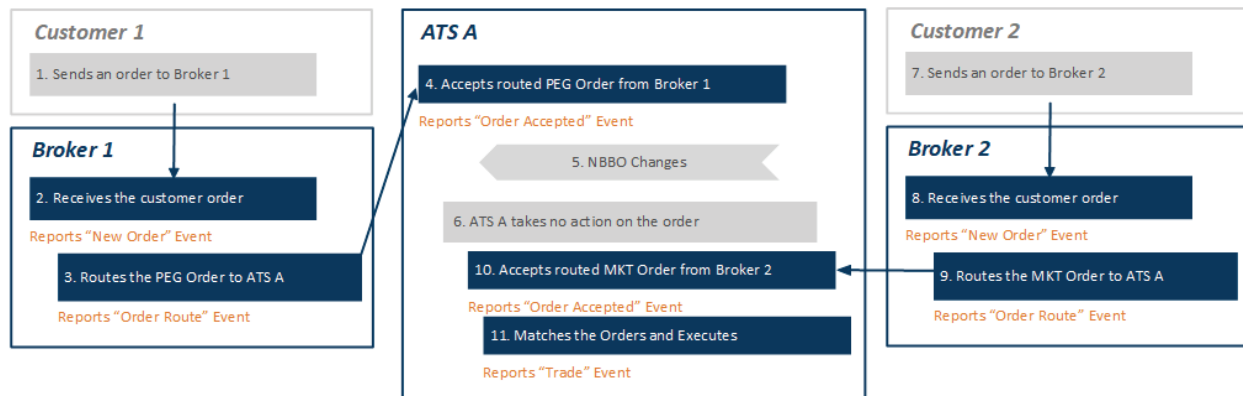 Customer 1
1. Sends an order to Broker 1
Broker 1
2. Receives the customer order
Reports “New Order” Event
3. Routes the PEG Order to ATS A
Reports “Order Route” Event
ATS A
4. Accepts routed PEG Order from Broker 1
Reports “Order Accepted” Event
5. NBBO Changes
6. ATS A takes no action on the order
10. Accepts routed MKT Order from Broker 2
Reports “Order Accepted” Event
11. Matches the Orders and Executes
Reports “Trade” Event
Customer 2
7. Sends an order to Broker 2
Broker 2
8. Receives the customer order
Reports “New Order” Event
9. Routes the MKT Order to ATS A
Reports “Order Route” Event